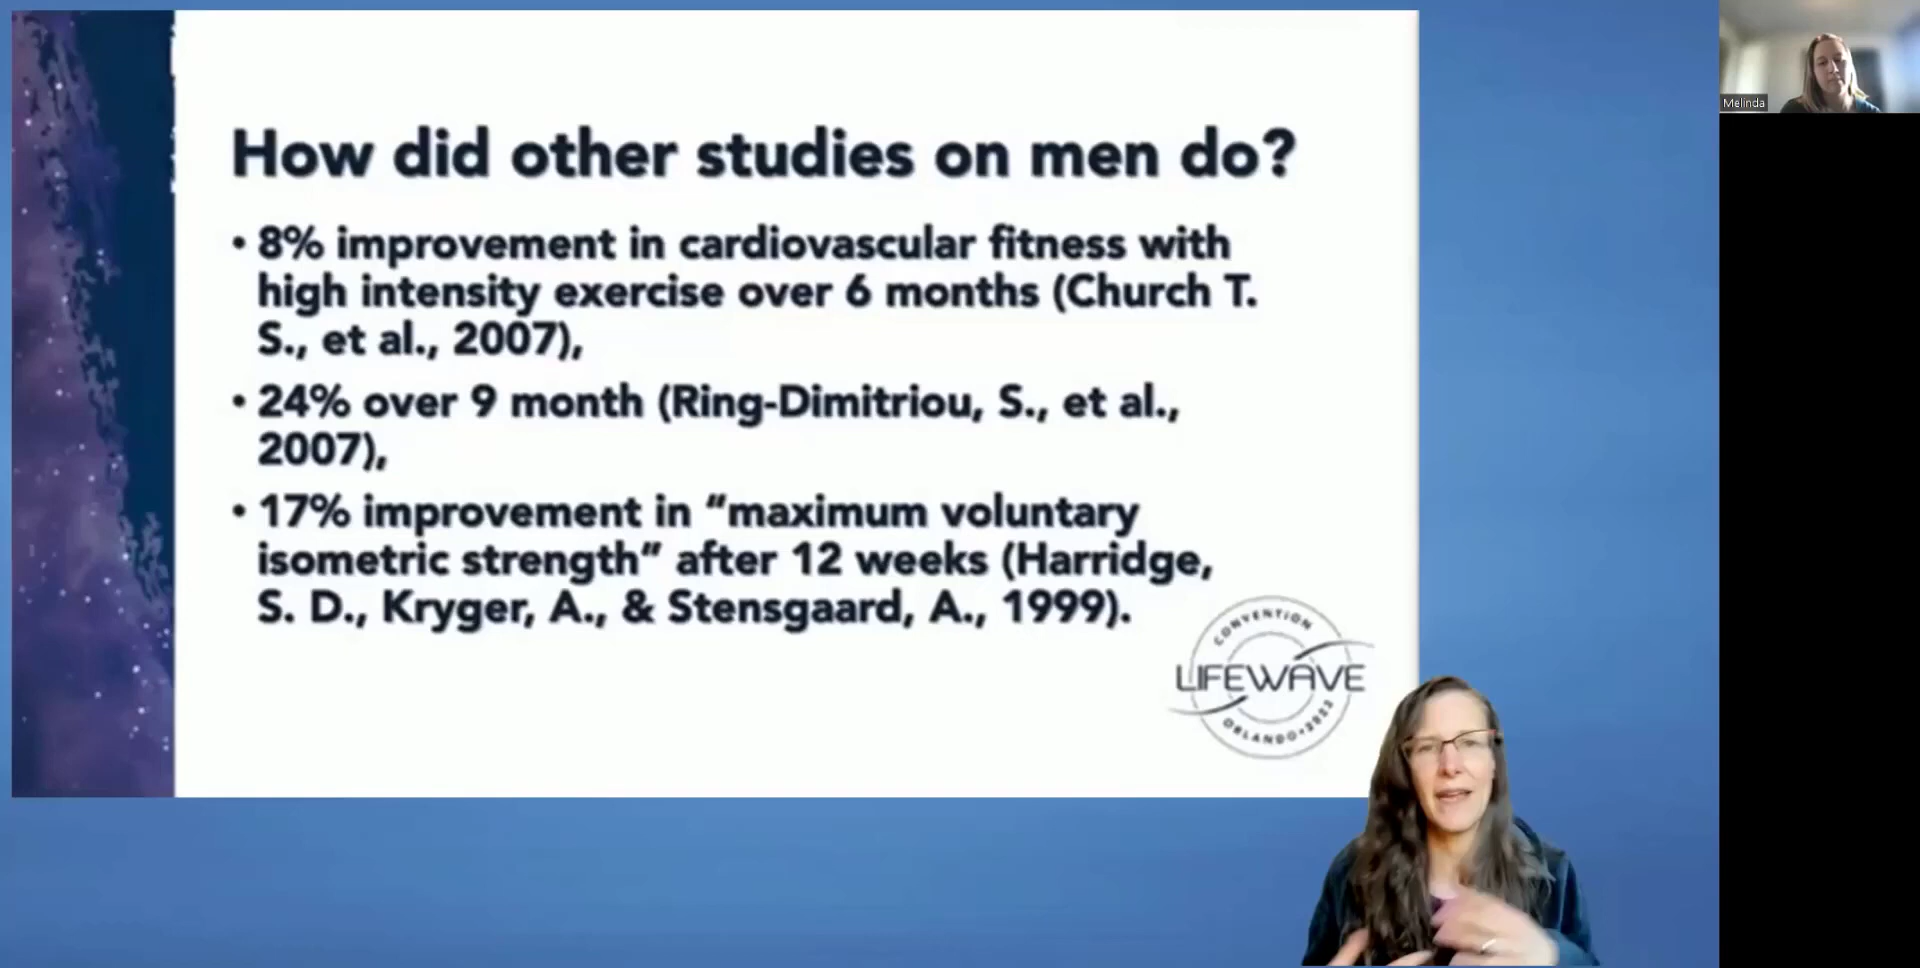 How did other studies on men do?
• 8% improvement in cardiovascular fitness with
high intensity exercise over 6 months (Church T.
S., et al., 2007),
• 24% over 9 month (Ring-Dimitriou, S., et al.,
2007),
• 17% improvement in “maximum voluntary
isometric strength” after 12 weeks (Harridge,
S. D., Kryger, A., & Stensgaard, A., 1999).
CONVENTION
LIFEWAVE
ORLANDO • 2022
Melinda